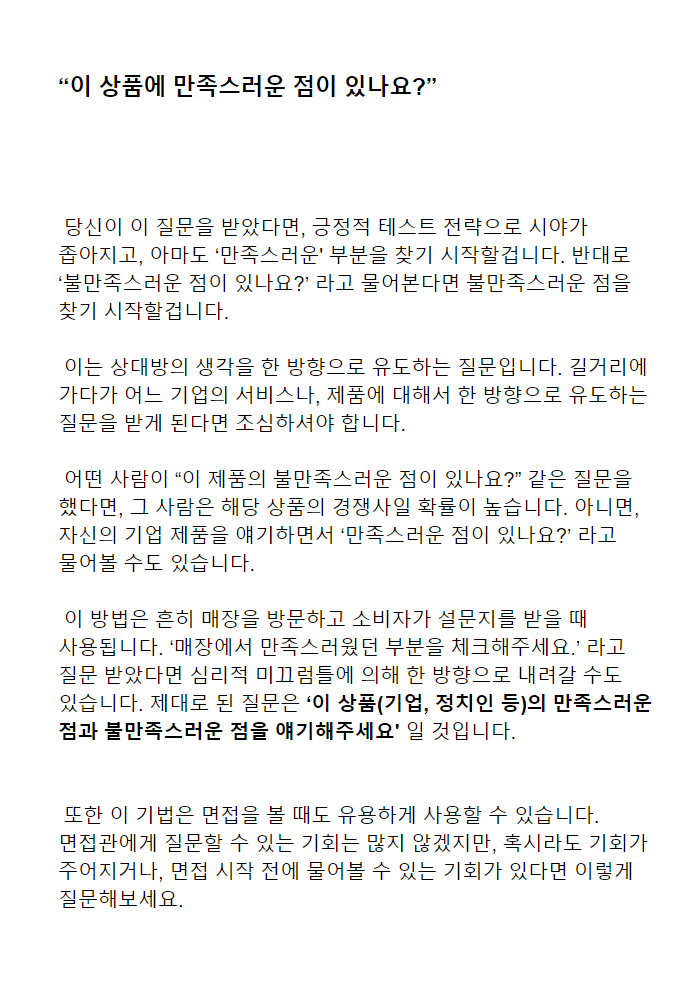 “이 상품에 만족스러운 점이 있나요?”
당신이 이 질문을 받았다면, 긍정적 테스트 전략으로 시야가
좁아지고, 아마도 ‘만족스러운' 부분을 찾기 시작할겁니다. 반대로
‘불만족스러운 점이 있나요?’ 라고 물어본다면 불만족스러운 점을
찾기 시작할겁니다.
이는 상대방의 생각을 한 방향으로 유도하는 질문입니다. 길거리에
가다가 어느 기업의 서비스나, 제품에 대해서 한 방향으로 유도하는
질문을 받게 된다면 조심하셔야 합니다.
어떤 사람이 “이 제품의 불만족스러운 점이 있나요?” 같은 질문을
했다면, 그 사람은 해당 상품의 경쟁사일 확률이 높습니다. 아니면,
자신의 기업 제품을 얘기하면서 ‘만족스러운 점이 있나요?’ 라고
물어볼 수도 있습니다.
이 방법은 흔히 매장을 방문하고 소비자가 설문지를 받을 때
사용됩니다. ‘매장에서 만족스러웠던 부분을 체크해주세요.’ 라고
질문 받았다면 심리적 미끄럼틀에 의해 한 방향으로 내려갈 수도
있습니다. 제대로 된 질문은 ‘이 상품(기업, 정치인 등)의 만족스러운
점과 불만족스러운 점을 얘기해주세요' 일 것입니다.
또한 이 기법은 면접을 볼 때도 유용하게 사용할 수 있습니다.
면접관에게 질문할 수 있는 기회는 많지 않겠지만, 혹시라도 기회가
주어지거나, 면접 시작 전에 물어볼 수 있는 기회가 있다면 이렇게
질문해보세요.